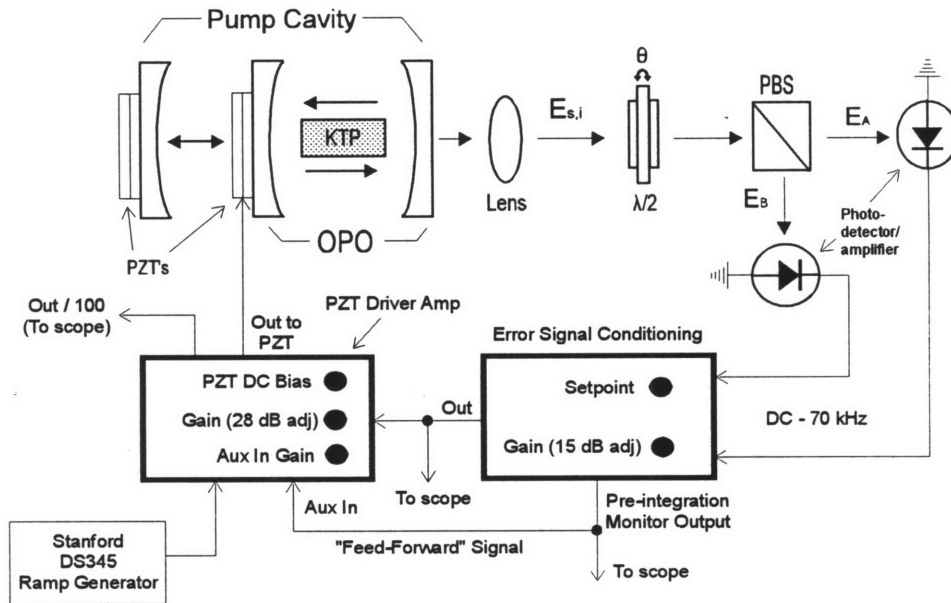 Pump Cavity
θ
PBS
E_A
E_s,i
KTP
Lens
λ/2
E_B
Photo-
detector/
amplifier
OPO
PZT's
Out / 100
(To scope)
Out to
PZT
PZT Driver Amp
Error Signal Conditioning
PZT DC Bias
Gain (28 dB adj)
Aux In Gain
Out
Setpoint
Gain (15 dB adj)
DC - 70 kHz
To scope
Aux In
Pre-integration
Monitor Output
"Feed-Forward" Signal
To scope
Stanford
DS345
Ramp Generator